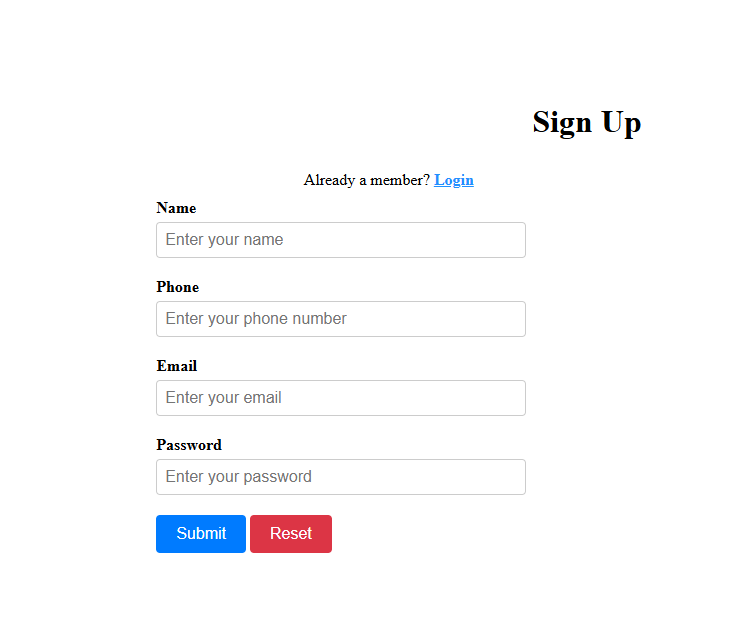 Sign Up
Already a member? Login
Name
Enter your name
Phone
Enter your phone number
Email
Enter your email
Password
Enter your password
Submit Reset